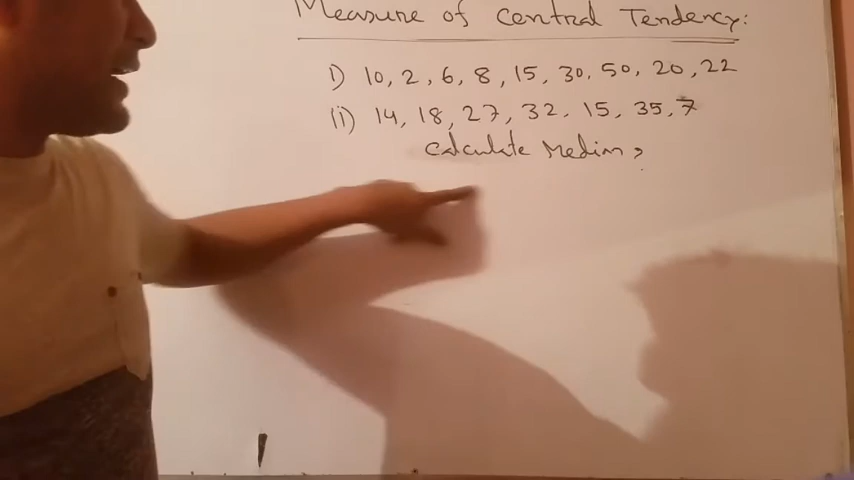 Measure of Central Tendency:
i) 10, 2, 6, 8, 15, 30, 50, 20, 22
(ii) 14, 18, 27, 32, 15, 35, 7
Calculate Median ?